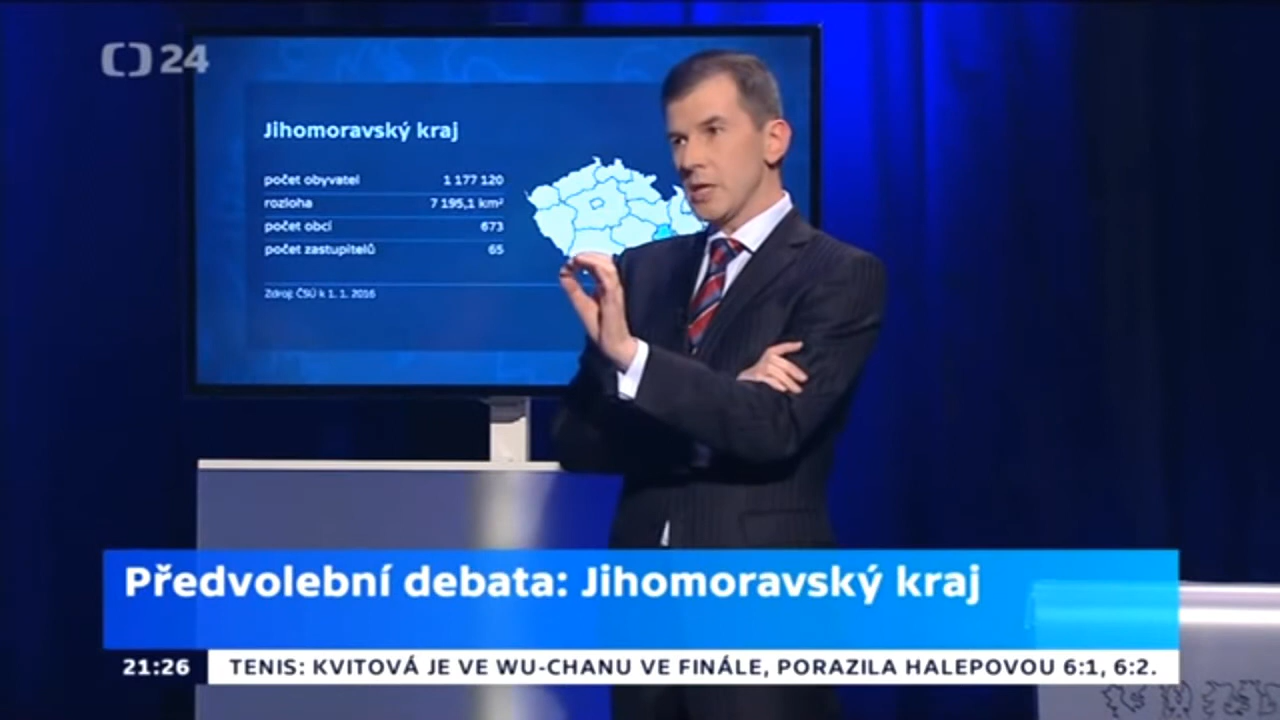 24
Jihomoravský kraj
počet obyvatel 1 177 120
rozloha 7 195,1 km²
počet obcí 673
počet zastupitelů 65
Zdroj: ČSÚ k 1. 1. 2016
Předvolební debata: Jihomoravský kraj
21:26 TENIS: KVITOVÁ JE VE WU-CHANU VE FINÁLE, PORAZILA HALEPOVOU 6:1, 6:2.